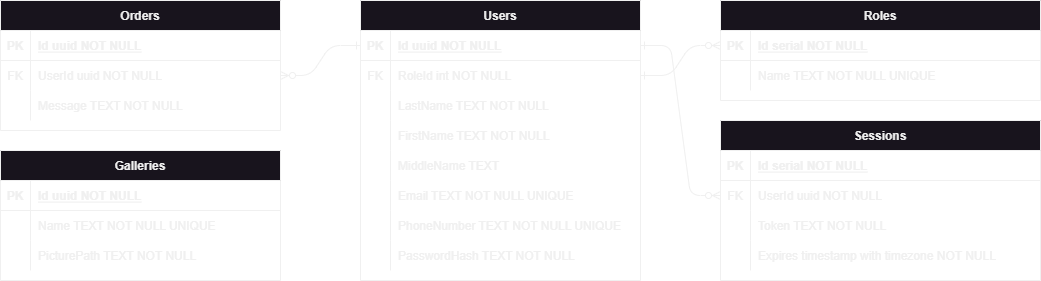 Orders
PK Id uuid NOT NULL
FK UserId uuid NOT NULL
Message TEXT NOT NULL
Galleries
PK Id uuid NOT NULL
Name TEXT NOT NULL UNIQUE
PicturePath TEXT NOT NULL
Users
PK Id uuid NOT NULL
FK RoleId int NOT NULL
LastName TEXT NOT NULL
FirstName TEXT NOT NULL
MiddleName TEXT
Email TEXT NOT NULL UNIQUE
PhoneNumber TEXT NOT NULL UNIQUE
PasswordHash TEXT NOT NULL
Roles
PK Id serial NOT NULL
Name TEXT NOT NULL UNIQUE
Sessions
PK Id serial NOT NULL
FK UserId uuid NOT NULL
Token TEXT NOT NULL
Expires timestamp with timezone NOT NULL